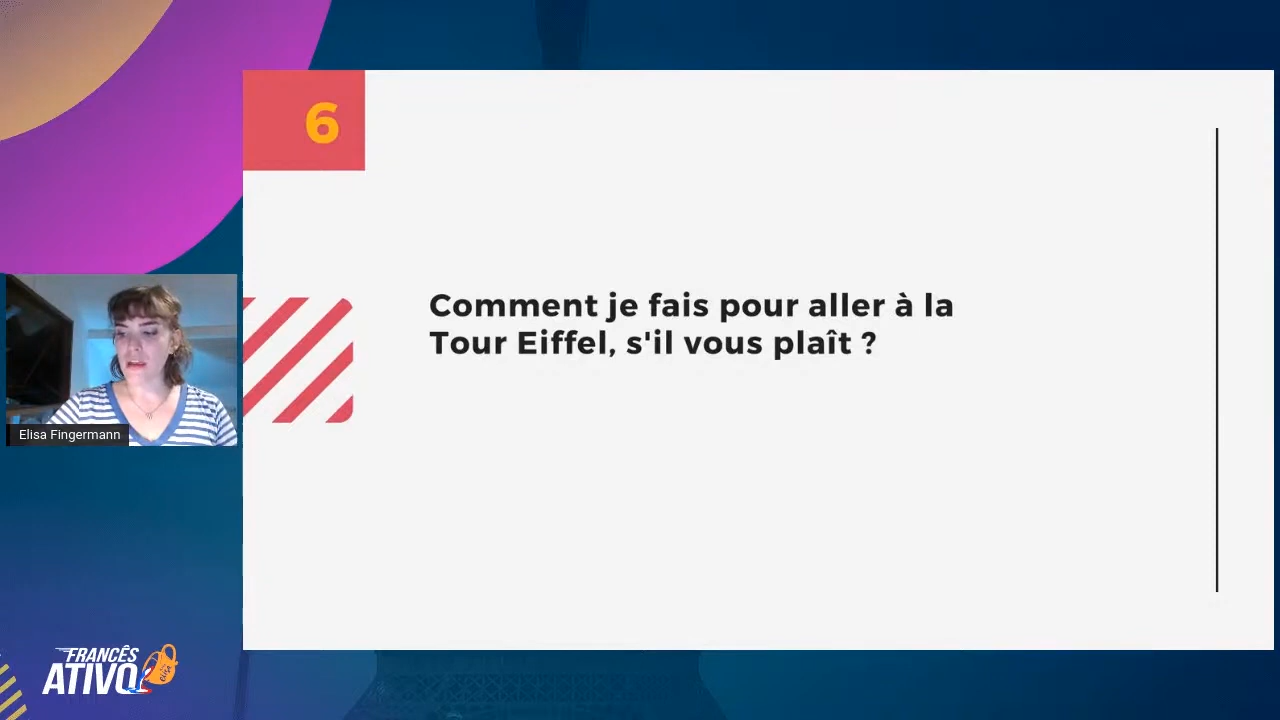 6
Comment je fais pour aller à la
Tour Eiffel, s'il vous plaît ?
Elisa Fingermann
FRANCÊS
ATIVO